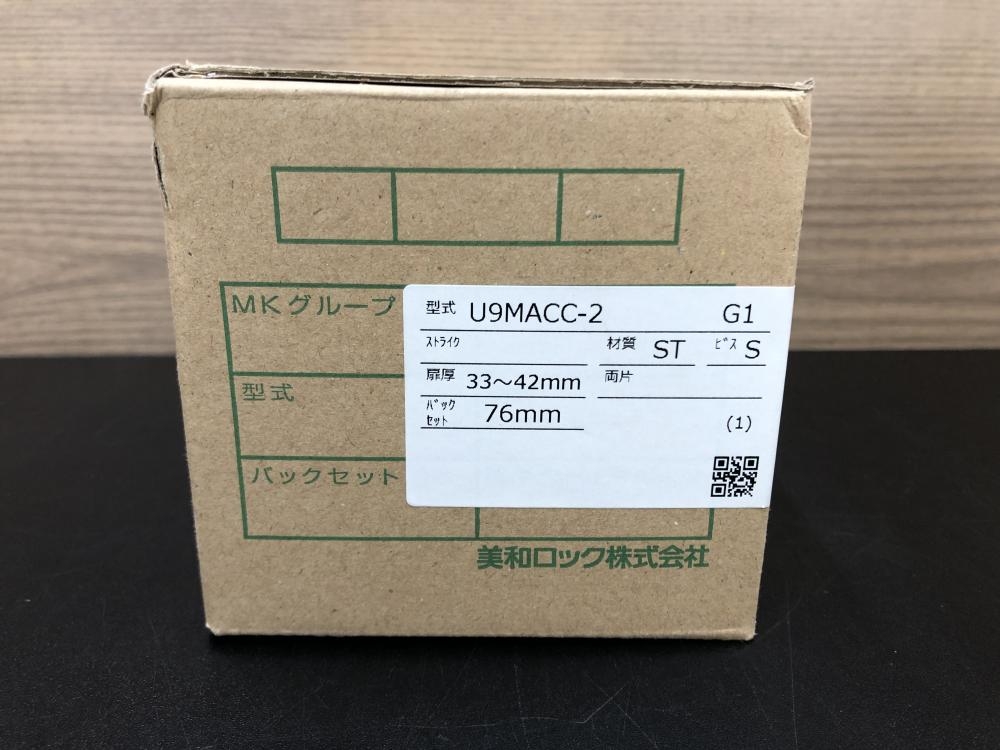 MKグループ
型式 U9MACC-2 G1
ストライク 材質 ST ビス S
扉厚 33~42mm 両片
型式
バックセット 76mm
(1)
バックセット
美和ロック株式会社